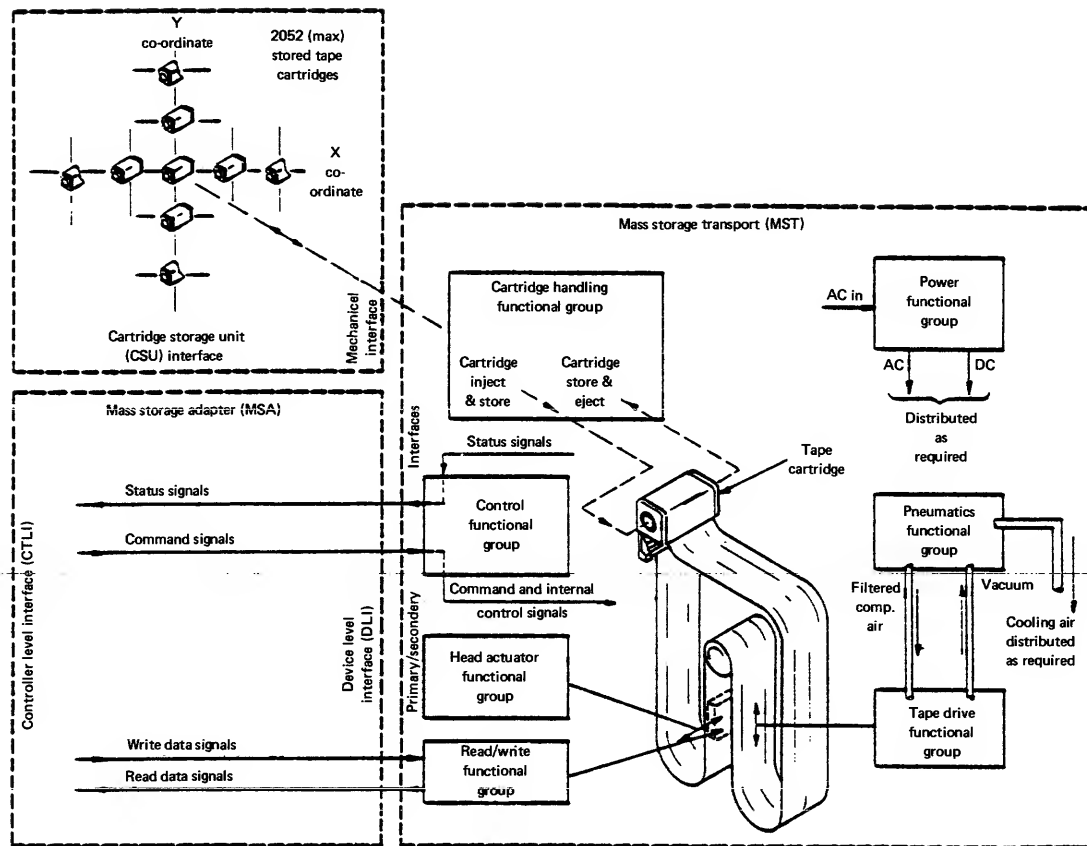 Y
co-ordinate
2052 (max)
stored tape
cartridges
X
co-
ordinate
Cartridge storage unit
(CSU) interface
Mechanical
interface
Mass storage transport (MST)
Cartridge handling
functional group
Cartridge
inject
& store
Cartridge
store &
eject
AC in
Power
functional
group
AC
DC
Distributed
as
required
Mass storage adapter (MSA)
Interfaces
Status signals
Tape
cartridge
Status signals
Control
functional
group
Command signals
Pneumatics
functional
group
Command and internal
control signals
Filtered
comp.
air
Vacuum
Cooling air
distributed
as required
Controller level interface (CTLI)
Device level
interface (DLI)
Primary/secondery
Head actuator
functional
group
Tape drive
functional
group
Write data signals
Read data signals
Read/write
functional
group